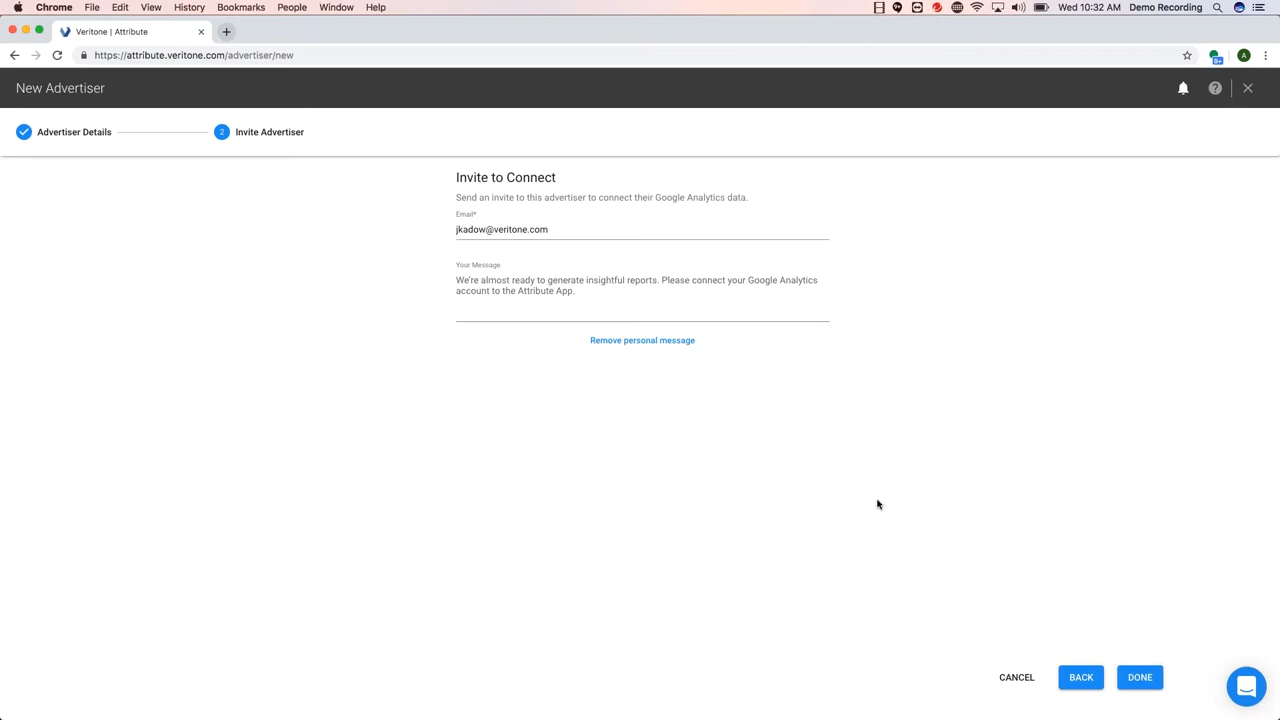 Chrome File Edit View History Bookmarks People Window Help Wed 10:32 AM Demo Recording
Veritone | Attribute
https://attribute.veritone.com/advertiser/new
A
New Advertiser
Advertiser Details 2 Invite Advertiser
Invite to Connect
Send an invite to this advertiser to connect their Google Analytics data.
Email*
jkadow@veritone.com
Your Message
We're almost ready to generate insightful reports. Please connect your Google Analytics
account to the Attribute App.
Remove personal message
CANCEL BACK DONE